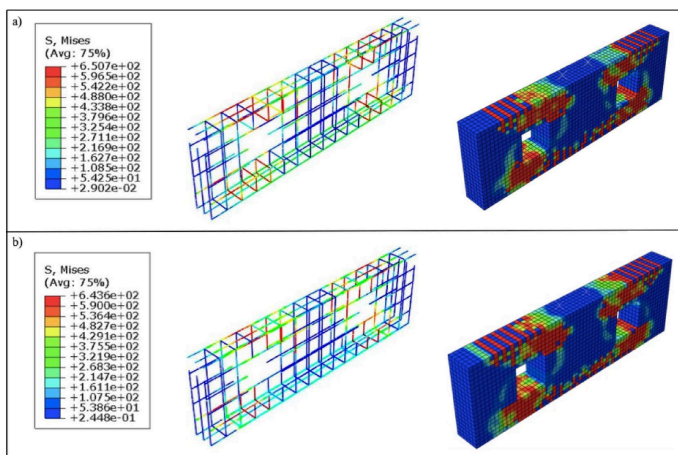 a)
S, Mises
(Avg: 75%)
+6.507e+02
+5.965e+02
+5.422e+02
+4.880e+02
+4.338e+02
+3.796e+02
+3.254e+02
+2.711e+02
+2.169e+02
+1.627e+02
+1.085e+02
+5.425e+01
+2.902e-02
b)
S, Mises
(Avg: 75%)
+6.436e+02
+5.900e+02
+5.364e+02
+4.827e+02
+4.291e+02
+3.755e+02
+3.219e+02
+2.683e+02
+2.147e+02
+1.611e+02
+1.075e+02
+5.386e+01
+2.448e-01